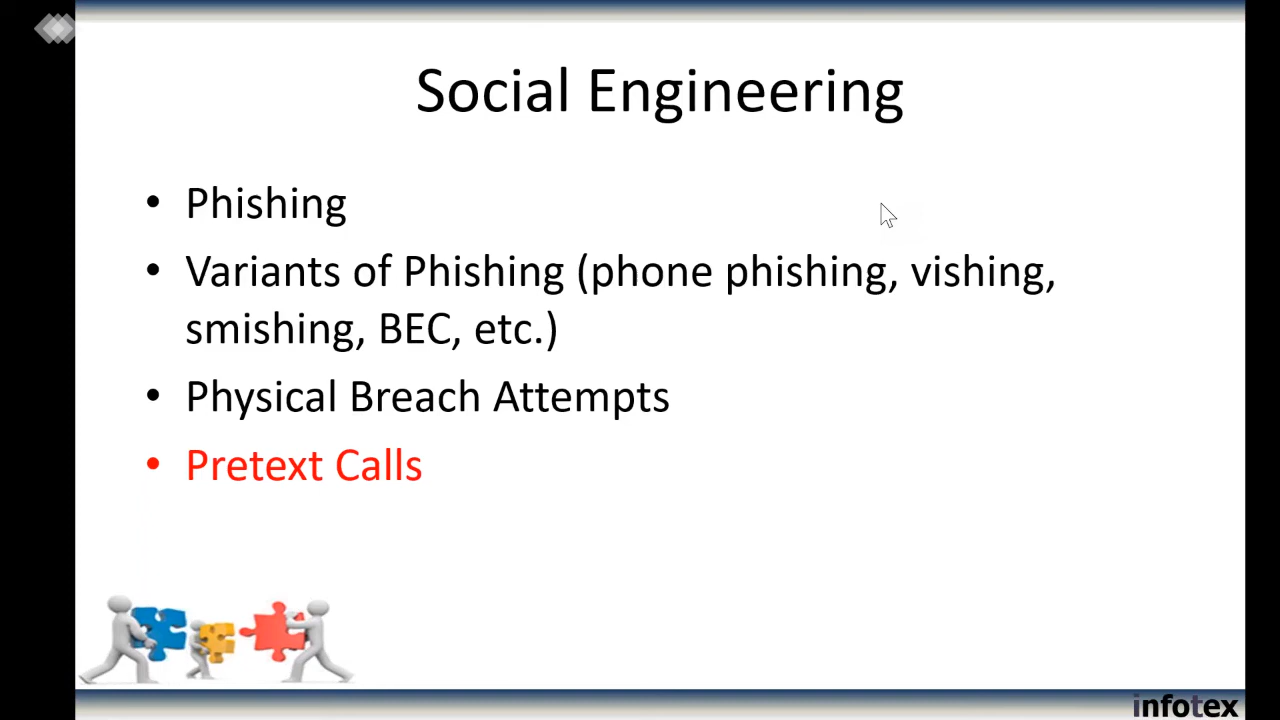 Social Engineering
• Phishing
• Variants of Phishing (phone phishing, vishing,
smishing, BEC, etc.)
• Physical Breach Attempts
• Pretext Calls
infotex